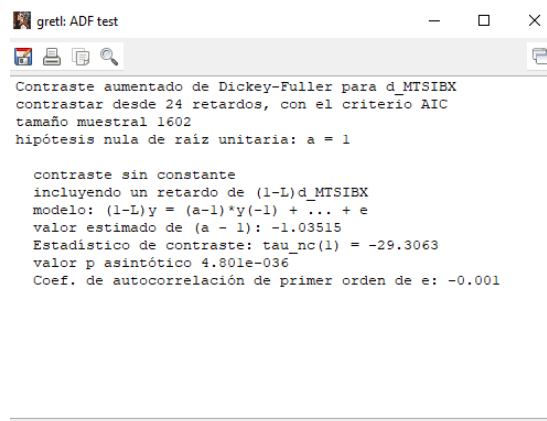 gretl: ADF test
Contraste aumentado de Dickey-Fuller para d_MTSIBX
contrastar desde 24 retardos, con el criterio AIC
tamaño muestral 1602
hipótesis nula de raíz unitaria: a = 1
contraste sin constante
incluyendo un retardo de (1-L)d_MTSIBX
modelo: (1-L)y = (a-1)*y(-1) + ... + e
valor estimado de (a - 1): -1.03515
Estadístico de contraste: tau_nc(1) = -29.3063
valor p asintótico 4.801e-036
Coef. de autocorrelación de primer orden de e: -0.001